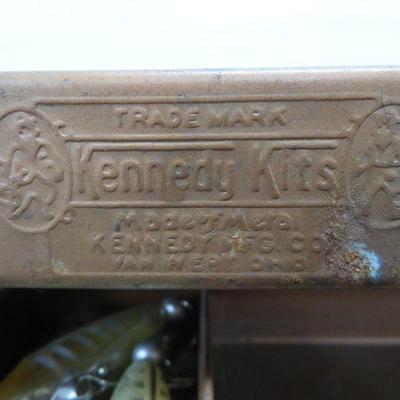 TRADE MARK
Kennedy Kits
KENNEDY MFG. CO
VAN WERT OHIO